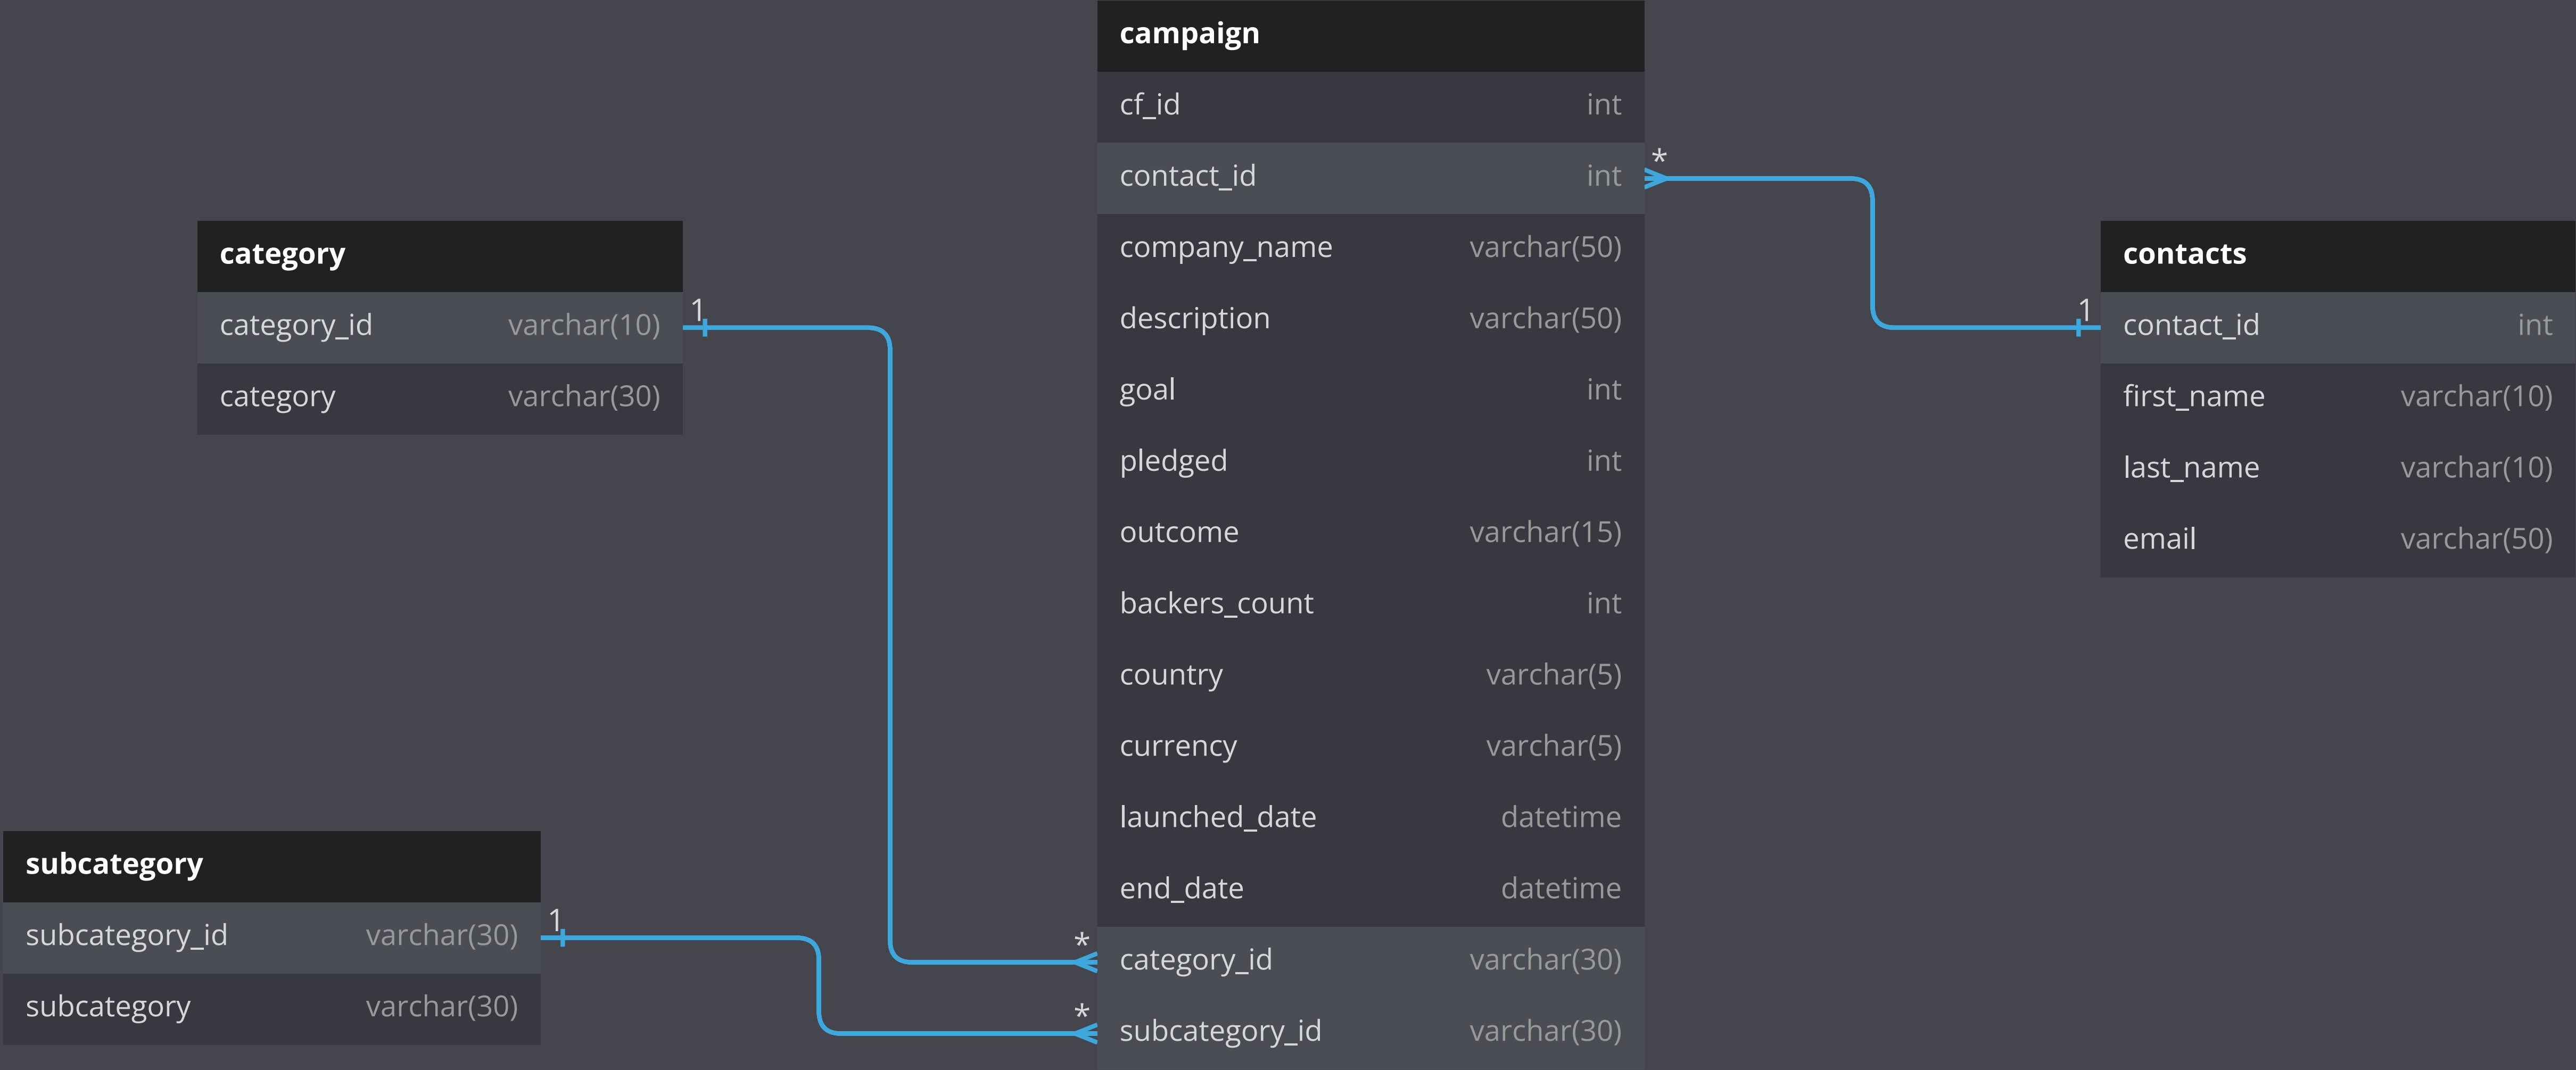 campaign
cf_id int
contact_id int
company_name varchar(50)
description varchar(50)
goal int
pledged int
outcome varchar(15)
backers_count int
country varchar(5)
currency varchar(5)
launched_date datetime
end_date datetime
category_id varchar(30)
subcategory_id varchar(30)
category
category_id varchar(10)
category varchar(30)
subcategory
subcategory_id varchar(30)
subcategory varchar(30)
contacts
contact_id int
first_name varchar(10)
last_name varchar(10)
email varchar(50)
1
*
1
*
*
1